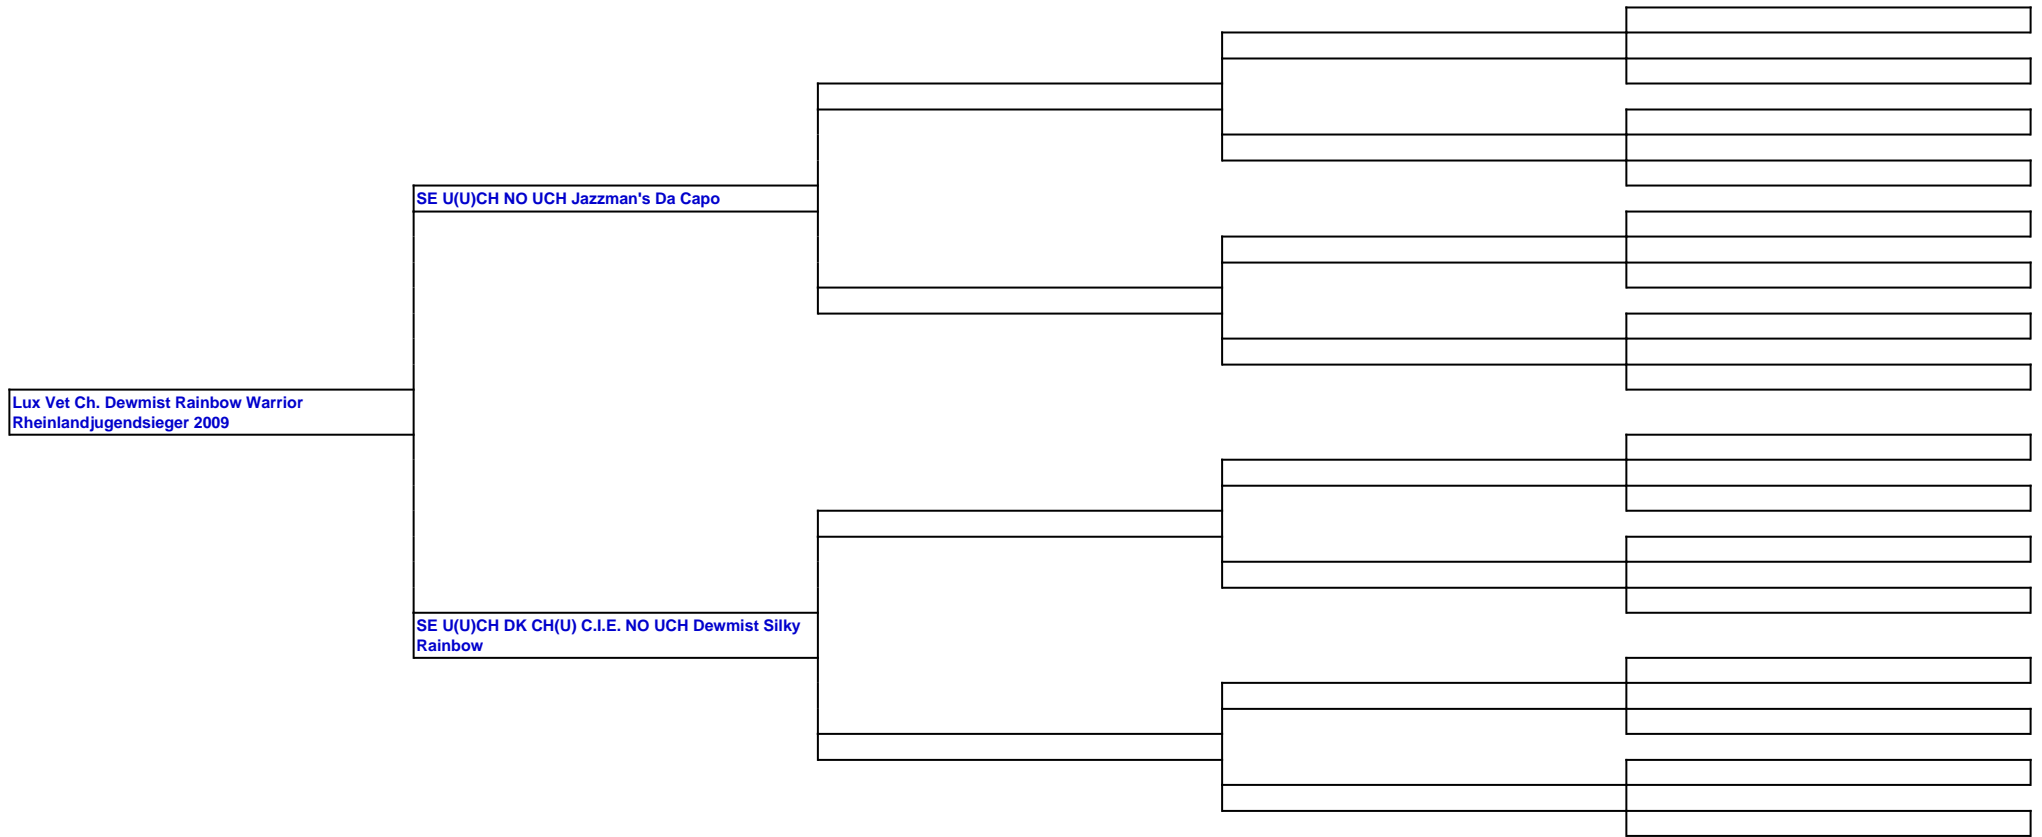 SE U(U)CH NO UCH Jazzman's Da Capo
Lux Vet Ch. Dewmist Rainbow Warrior
Rheinlandjugendsieger 2009
SE U(U)CH DK CH(U) C.I.E. NO UCH Dewmist Silky
Rainbow